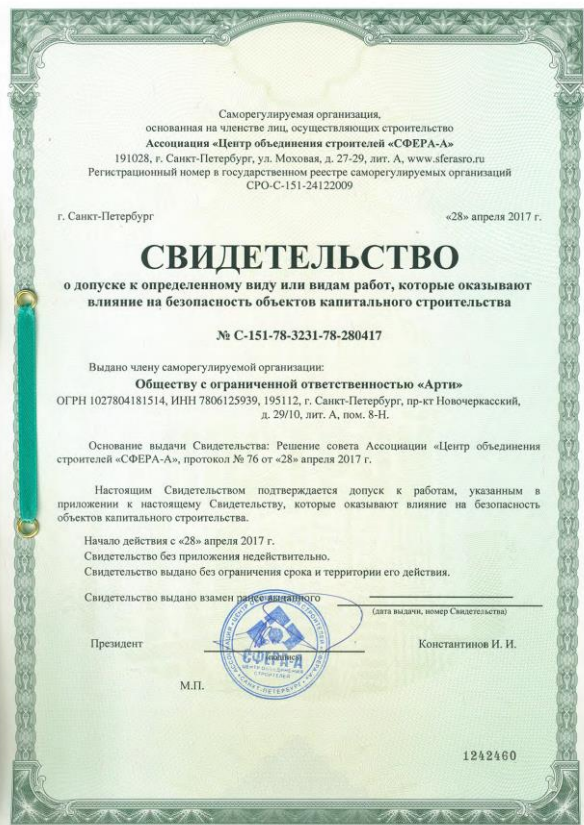 Саморегулируемая организация,
основанная на членстве лиц, осуществляющих строительство
Ассоциация «Центр объединения строителей «СФЕРА-А»
191028, г. Санкт-Петербург, ул. Моховая, д. 27-29, лит. А, www.sferasro.ru
Регистрационный номер в государственном реестре саморегулируемых организаций
СРО-С-151-24122009
г. Санкт-Петербург «28» апреля 2017 г.
СВИДЕТЕЛЬСТВО
о допуске к определенному виду или видам работ, которые оказывают
влияние на безопасность объектов капитального строительства
№ С-151-78-3231-78-280417
Выдано члену саморегулируемой организации:
Обществу с ограниченной ответственностью «Арти»
ОГРН 1027804181514, ИНН 7806125939, 195112, г. Санкт-Петербург, пр-кт Новочеркасский,
д. 29/10, лит. А, пом. 8-Н.
Основание выдачи Свидетельства: Решение совета Ассоциации «Центр объединения
строителей «СФЕРА-А», протокол № 76 от «28» апреля 2017 г.
Настоящим Свидетельством подтверждается допуск к работам, указанным в
приложении к настоящему Свидетельству, которые оказывают влияние на безопасность
объектов капитального строительства.
Начало действия с «28» апреля 2017 г.
Свидетельство без приложения недействительно.
Свидетельство выдано без ограничения срока и территории его действия.
Свидетельство выдано взамен ранее выданного
(дата выдачи, номер Свидетельства)
Президент Константинов И. И.
(подпись)
СФЕРА-А
ЦЕНТР ОБЪЕДИНЕНИЯ
СТРОИТЕЛЕЙ
М.П.
1242460